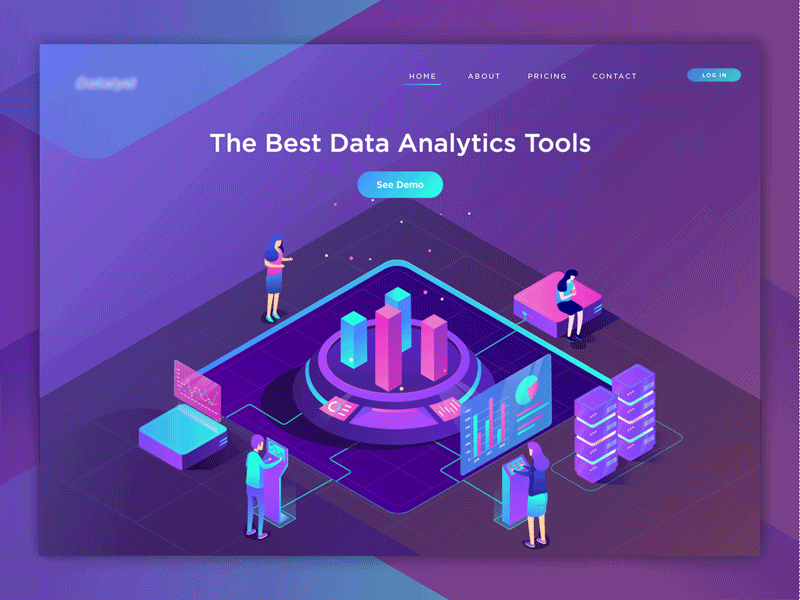 HOME ABOUT PRICING CONTACT LOG IN
The Best Data Analytics Tools
See Demo